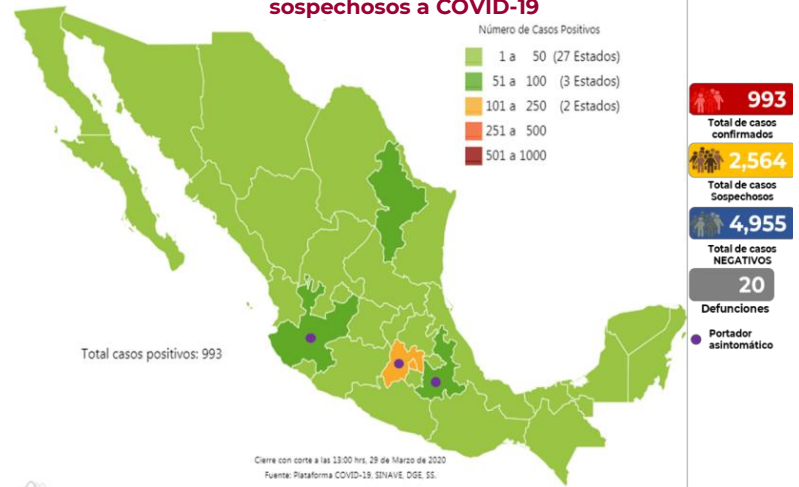 sospechosos a COVID-19
Número de Casos Positivos
1 a 50 (27 Estados)
51 a 100 (3 Estados)
101 a 250 (2 Estados)
251 a 500
501 a 1000
993
Total de casos
confirmados
2,564
Total de casos
Sospechosos
4,955
Total de casos
NEGATIVOS
20
Defunciones
Portador
asintomático
Total casos positivos: 993
Cierre con corte a las 13:00 hrs, 29 de Marzo de 2020
Fuente: Plataforma COVID-19, SINAVE, DGE, SS.